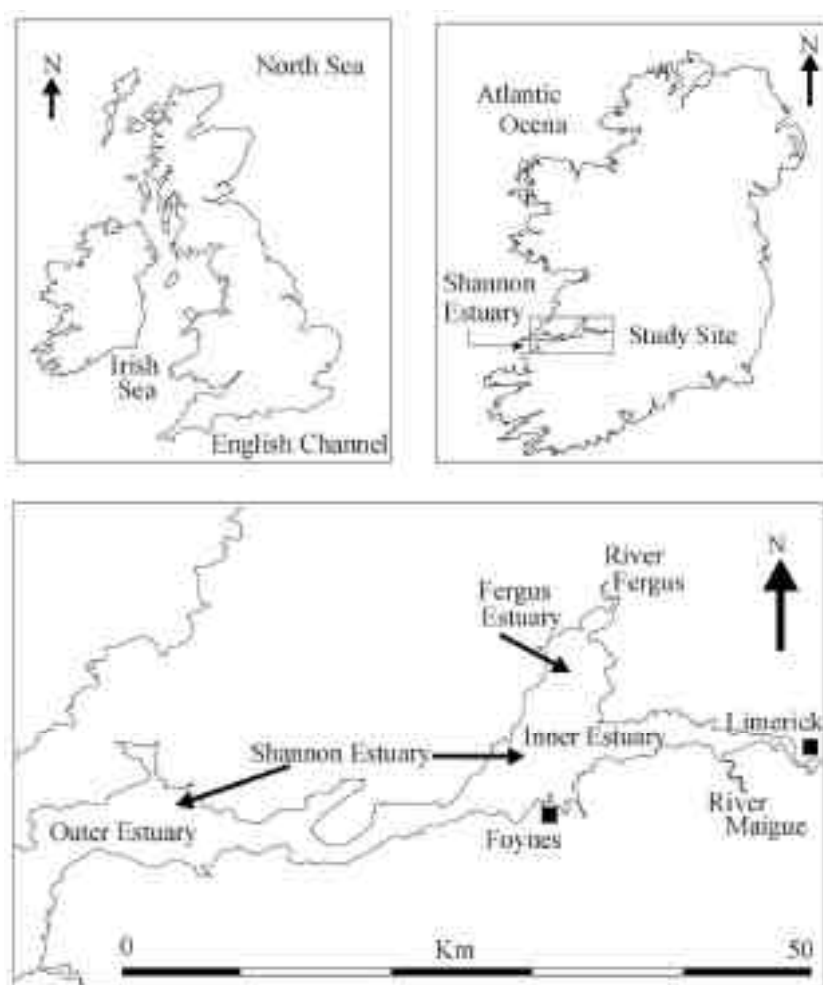 N
North Sea
Irish
Sea
English Channel
N
Atlantic
Ocena
Shannon
Estuary
Study Site
N
River
Fergus
Fergus
Estuary
Shannon Estuary
Inner Estuary
Limerick
Outer Estuary
Foynes
River
Maigue
0
Km
50